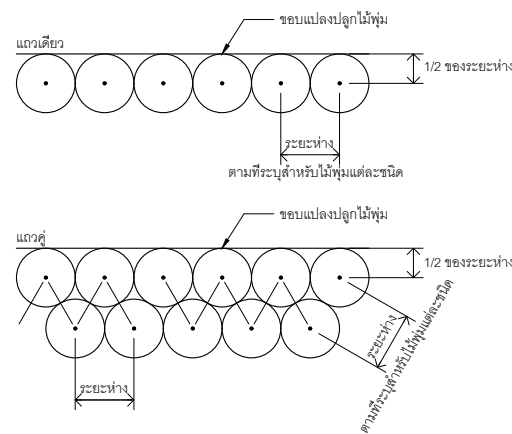 ขอบแปลงปลูกไม้พุ่ม
แถวเดี่ยว
1/2 ของระยะห่าง
ระยะห่าง
ตามที่ระบุสำหรับไม้พุ่มแต่ละชนิด
ขอบแปลงปลูกไม้พุ่ม
แถวคู่
1/2 ของระยะห่าง
ระยะห่าง
ตามที่ระบุสำหรับไม้พุ่มแต่ละชนิด
ระยะห่าง